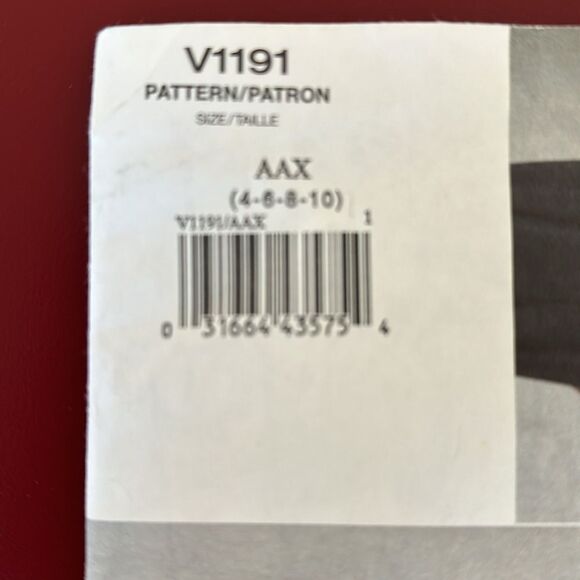 V1191
PATTERN/PATRON
SIZE/TAILLE
AAX
(4-6-8-10)
V1191/AAX 1
0 31664 43575 4